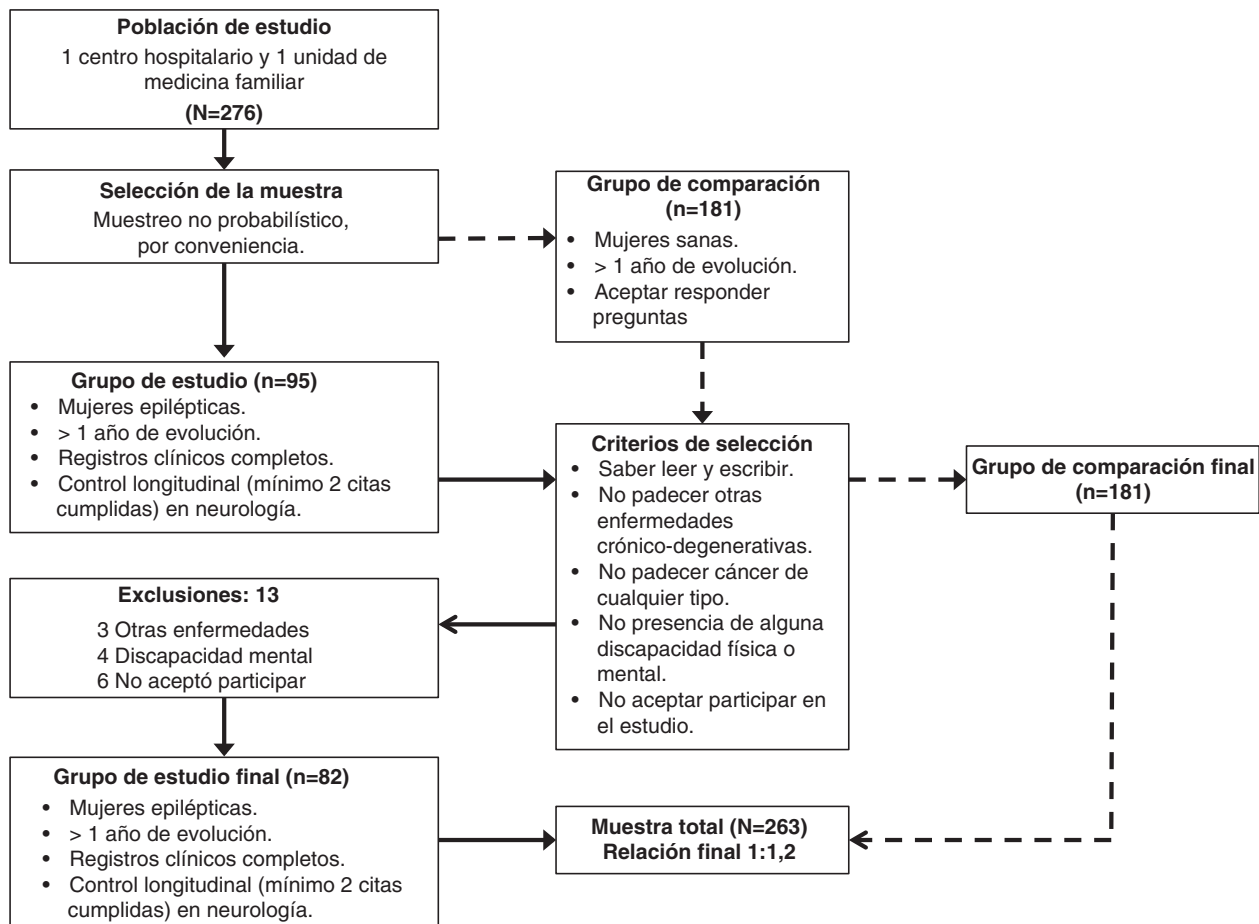 Población de estudio
1 centro hospitalario y 1 unidad de
medicina familiar
(N=276)
Selección de la muestra
Muestreo no probabilístico,
por conveniencia.
Grupo de comparación
(n=181)
• Mujeres sanas.
• > 1 año de evolución.
• Aceptar responder
preguntas
Grupo de estudio (n=95)
• Mujeres epilépticas.
• > 1 año de evolución.
• Registros clínicos completos.
• Control longitudinal (mínimo 2 citas
cumplidas) en neurología.
Criterios de selección
• Saber leer y escribir.
• No padecer otras
enfermedades
crónico-degenerativas.
• No padecer cáncer de
cualquier tipo.
• No presencia de alguna
discapacidad física o
mental.
• No aceptar participar en
el estudio.
Grupo de comparación final
(n=181)
Exclusiones: 13
3 Otras enfermedades
4 Discapacidad mental
6 No aceptó participar
Grupo de estudio final (n=82)
• Mujeres epilépticas.
• > 1 año de evolución.
• Registros clínicos completos.
• Control longitudinal (mínimo 2 citas
cumplidas) en neurología.
Muestra total (N=263)
Relación final 1:1,2